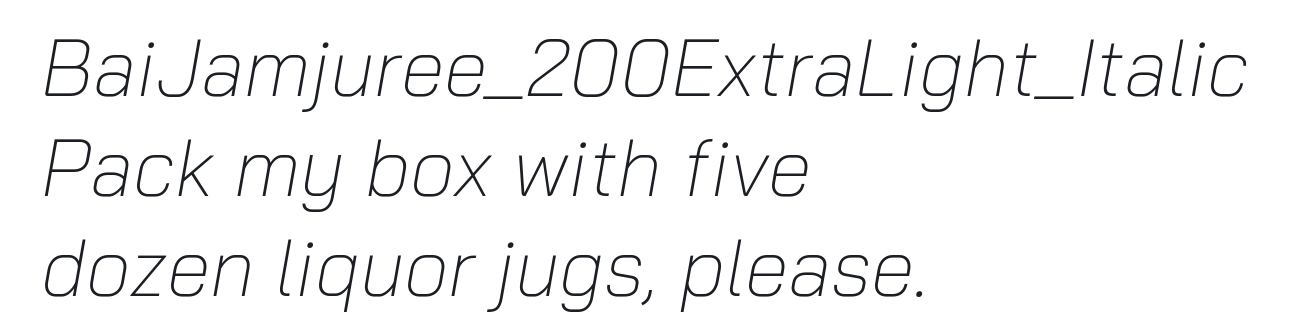 BaiJamjuree_200ExtraLight_Italic
Pack my box with five
dozen liquor jugs, please.